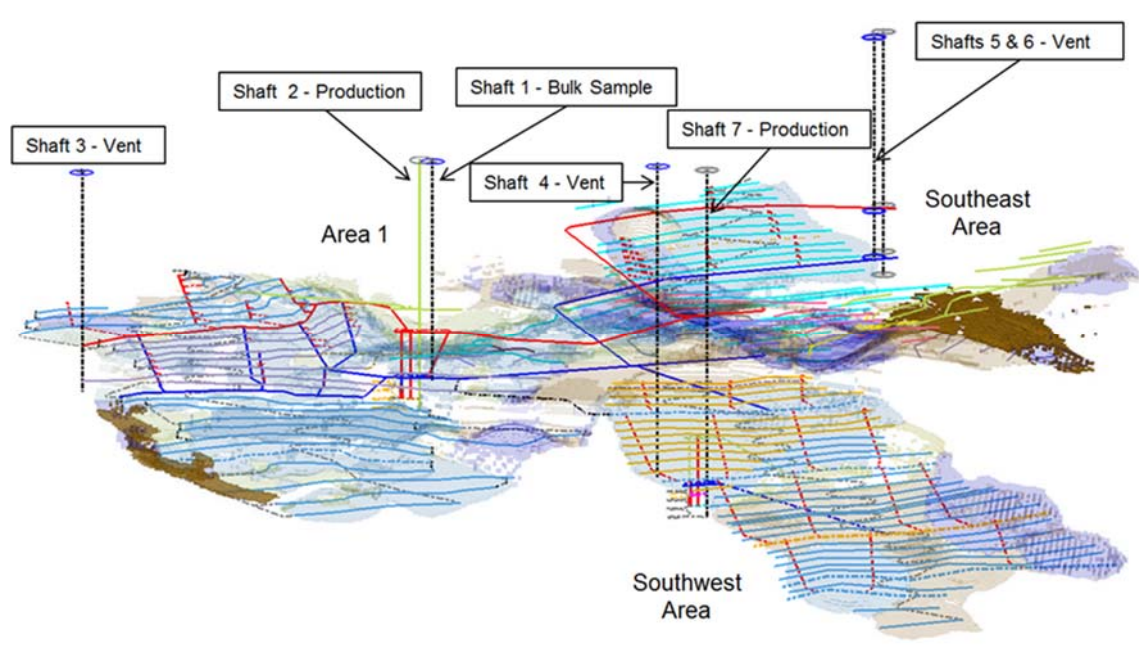 Shafts 5 & 6 - Vent
Shaft 2 - Production
Shaft 1 - Bulk Sample
Shaft 7 - Production
Shaft 3 - Vent
Shaft 4 - Vent
Southeast
Area
Area 1
Southwest
Area